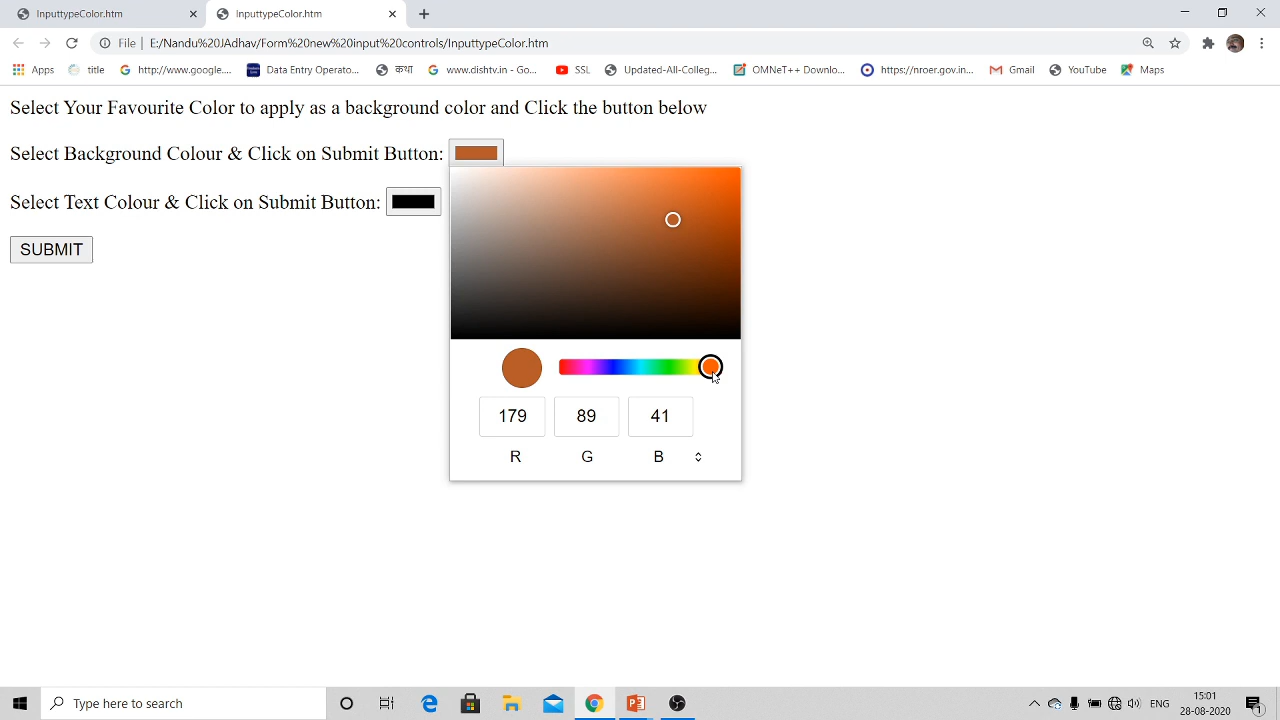 InputtypeColor.htm
InputtypeColor.htm
File E:/Nandu%20JAdhav/Form%20new%20input%20controls/InputtypeColor.htm
Apps title http://www.google.... Data Entry Operato... कथा www.dishtv.in - Go... SSL Updated-All-Colleg... OMNeT++ Downlo... https://nroer.gov.in... Gmail YouTube Maps
Select Your Favourite Color to apply as a background color and Click the button below
Select Background Colour & Click on Submit Button:
Select Text Colour & Click on Submit Button:
SUBMIT
179 89 41
R G B
Type here to search
ENG
15:01
28-08-2020
1